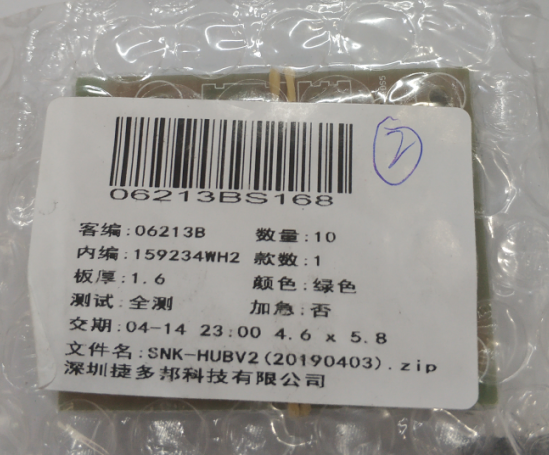 2
06213BS168
客编:06213B 数量:10
内编:159234WH2 款数:1
板厚:1.6 颜色:绿色
测试:全测 加急:否
交期:04-14 23:00 4.6 x 5.8
文件名:SNK-HUBV2(20190403).zip
深圳捷多邦科技有限公司